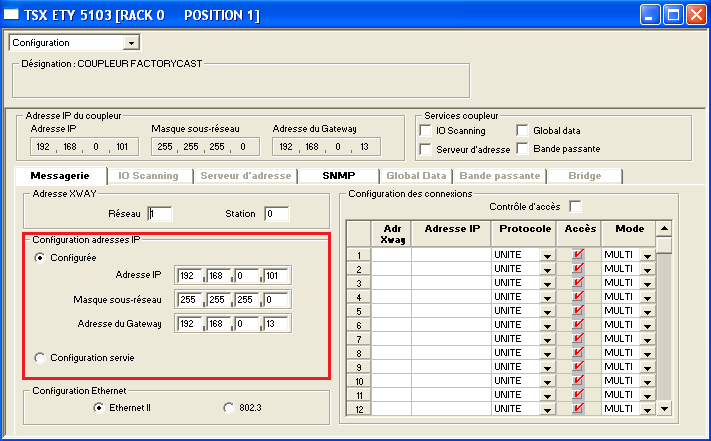 TSX ETY 5103 [RACK 0 POSITION 1]
Configuration
Désignation : COUPLEUR FACTORYCAST
Adresse IP du coupleur
Adresse IP Masque sous-réseau Adresse du Gateway
192 , 168 , 0 , 101 255 , 255 , 255 , 0 192 , 168 , 0 , 13
Services coupleur
IO Scanning Global data
Serveur d'adresse Bande passante
Messagerie IO Scanning Serveur d'adresse SNMP Global Data Bande passante Bridge
Adresse XWAY
Réseau 1 Station 0
Configuration adresses IP
Configurée
Adresse IP 192 , 168 , 0 , 101
Masque sous-réseau 255 , 255 , 255 , 0
Adresse du Gateway 192 , 168 , 0 , 13
Configuration servie
Configuration Ethernet
Ethernet II 802.3
Configuration des connexions
Contrôle d'accès
Adr Xway Adresse IP Protocole Accès Mode
1 UNITE MULTI
2 UNITE MULTI
3 UNITE MULTI
4 UNITE MULTI
5 UNITE MULTI
6 UNITE MULTI
7 UNITE MULTI
8 UNITE MULTI
9 UNITE MULTI
10 UNITE MULTI
11 UNITE MULTI
12 UNITE MULTI